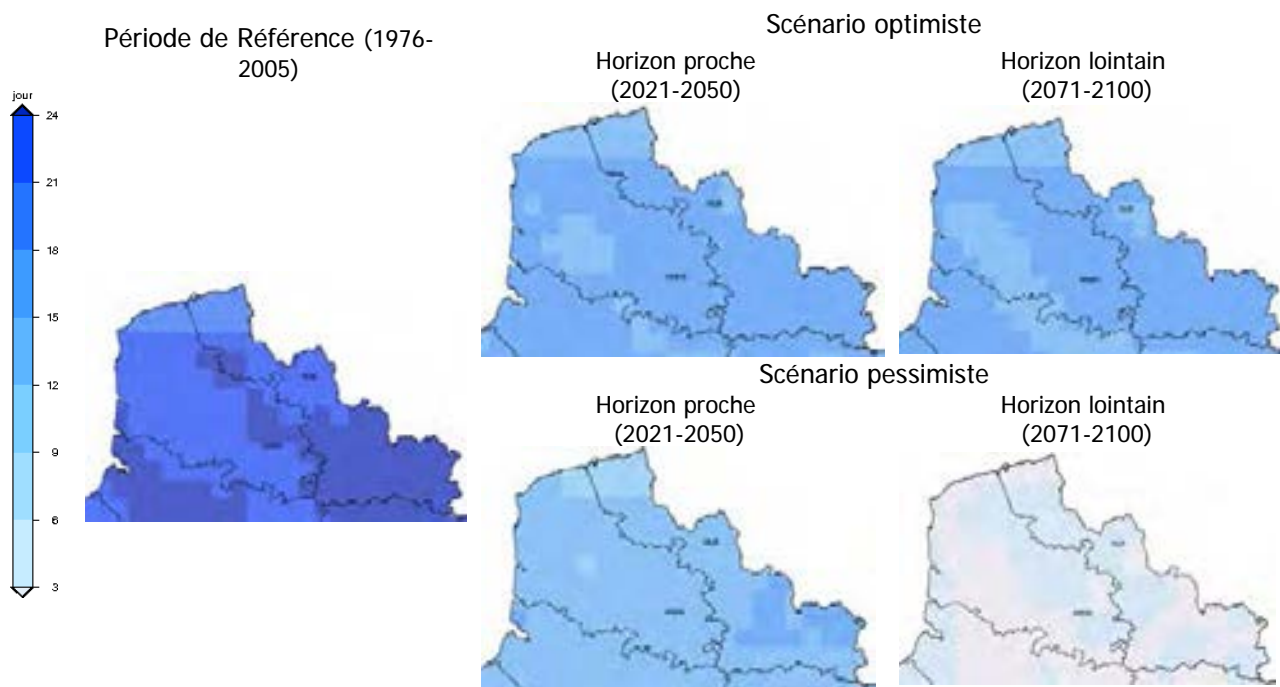 Période de Référence (1976-
2005)
Scénario optimiste
Horizon proche
(2021-2050)
Horizon lointain
(2071-2100)
jour
24
21
18
15
12
9
6
3
Scénario pessimiste
Horizon proche
(2021-2050)
Horizon lointain
(2071-2100)